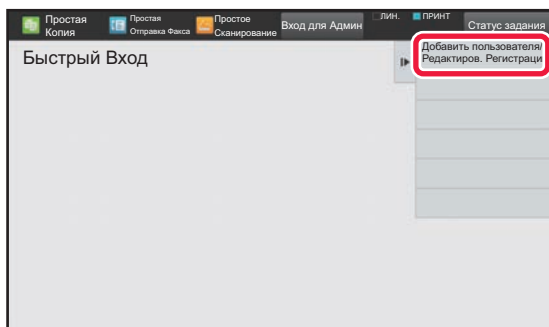 Простая
Копия
Простая
Отправка Факса
Простое
Сканирование
Вход для Админ
ЛИН.
ПРИНТ
Статус задания
Быстрый Вход
Добавить пользователя/
Редактиров. Регистраци